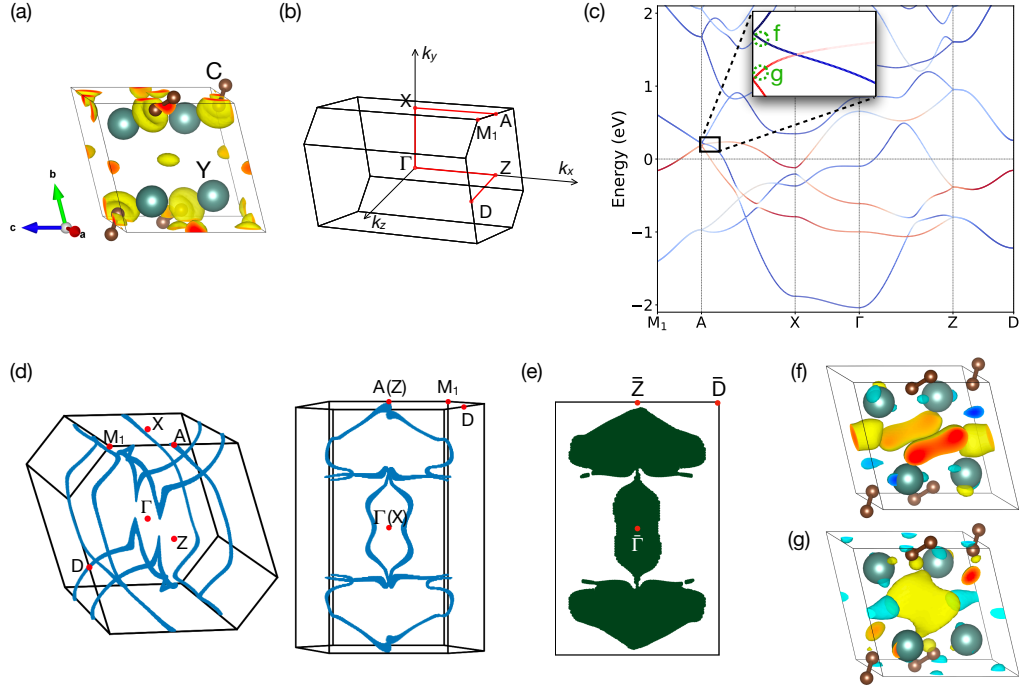 (a)
C
Y
b
c
a
(b)
k_y
X
A
M₁
Γ
Z
k_x
D
k_z
(c)
Energy (eV)
2
1
0
−1
−2
f
g
M₁ A X Γ Z D
(d)
X
M₁
A
Γ
Z
D
A(Z) M₁
D
Γ(X)
(e)
Z̄ D̄
Γ̄
(f)
(g)